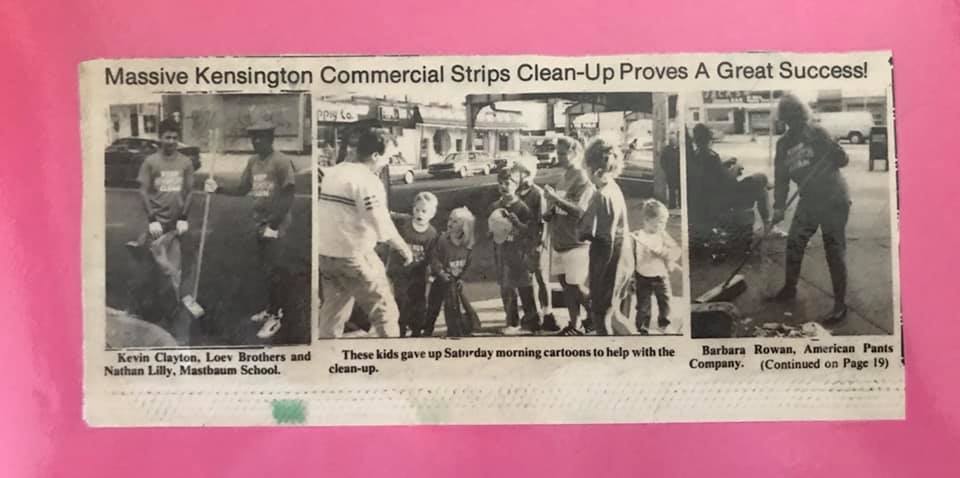 Massive Kensington Commercial Strips Clean-Up Proves A Great Success!
Kevin Clayton, Loev Brothers and
Nathan Lilly, Mastbaum School.
These kids gave up Saturday morning cartoons to help with the
clean-up.
Barbara Rowan, American Pants
Company. (Continued on Page 19)